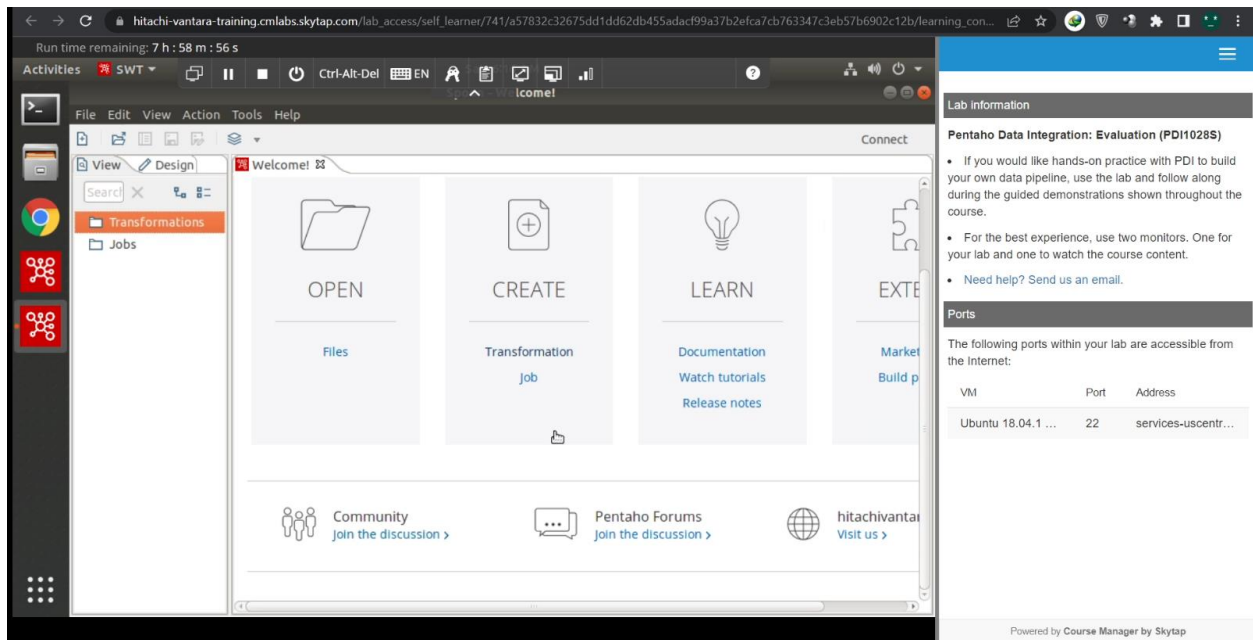 hitachi-vantara-training.cmlabs.skytap.com/lab_access/self_learner/741/a57832c32675dd1dd62db455adacf99a37b2efca7cb763347c3eb57b6902c12b/learning_con...
Run time remaining: 7 h : 58 m : 56 s
Activities SWT Ctrl-Alt-Del EN
lcome!
File Edit View Action Tools Help
Connect
View Design Welcome!
Search
Transformations
Jobs
OPEN CREATE LEARN EXTE
Files Transformation Documentation Market
Job Watch tutorials Build p
Release notes
Community Pentaho Forums hitachivantar
Join the discussion > Join the discussion > Visit us >
Lab information
Pentaho Data Integration: Evaluation (PDI1028S)
• If you would like hands-on practice with PDI to build
your own data pipeline, use the lab and follow along
during the guided demonstrations shown throughout the
course.
• For the best experience, use two monitors. One for
your lab and one to watch the course content.
• Need help? Send us an email.
Ports
The following ports within your lab are accessible from
the Internet:
VM Port Address
Ubuntu 18.04.1 ... 22 services-uscentr...
Powered by Course Manager by Skytap